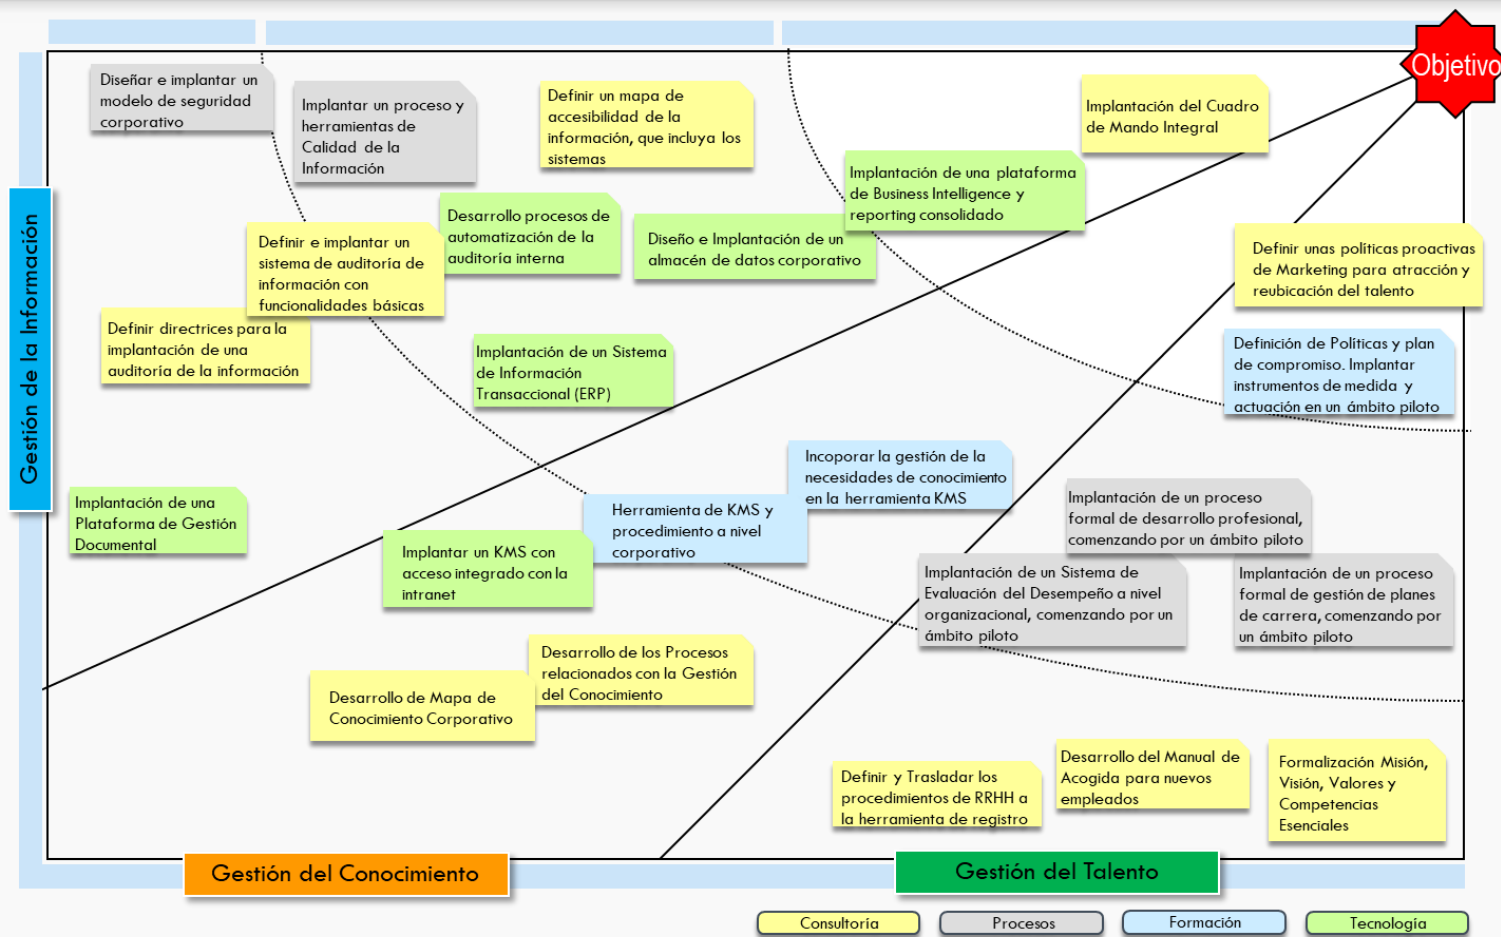 Objetivo
Diseñar e implantar un
modelo de seguridad
corporativo
Implantar un proceso y
herramientas de
Calidad de la
Información
Definir un mapa de
accesibilidad de la
información, que incluya los
sistemas
Implantación del Cuadro
de Mando Integral
Implantación de una plataforma
de Business Intelligence y
reporting consolidado
Desarrollo procesos de
automatización de la
auditoría interna
Diseño e Implantación de un
almacén de datos corporativo
Definir e implantar un
sistema de auditoría de
información con
funcionalidades básicas
Definir unas políticas proactivas
de Marketing para atracción y
reubicación del talento
Gestión de la Información
Definir directrices para la
implantación de una
auditoría de la información
Implantación de un Sistema
de Información
Transaccional (ERP)
Definición de Políticas y plan
de compromiso. Implantar
instrumentos de medida y
actuación en un ámbito piloto
Incoporar la gestión de la
necesidades de conocimiento
en la herramienta KMS
Implantación de una
Plataforma de Gestión
Documental
Herramienta de KMS y
procedimiento a nivel
corporativo
Implantación de un proceso
formal de desarrollo profesional,
comenzando por un ámbito piloto
Implantar un KMS con
acceso integrado con la
intranet
Implantación de un Sistema de
Evaluación del Desempeño a nivel
organizacional, comenzando por un
ámbito piloto
Implantación de un proceso
formal de gestión de planes
de carrera, comenzando por
un ámbito piloto
Desarrollo de los Procesos
relacionados con la Gestión
del Conocimiento
Desarrollo de Mapa de
Conocimiento Corporativo
Definir y Trasladar los
procedimientos de RRHH a
la herramienta de registro
Desarrollo del Manual de
Acogida para nuevos
empleados
Formalización Misión,
Visión, Valores y
Competencias
Esenciales
Gestión del Conocimiento
Gestión del Talento
Consultoría
Procesos
Formación
Tecnología